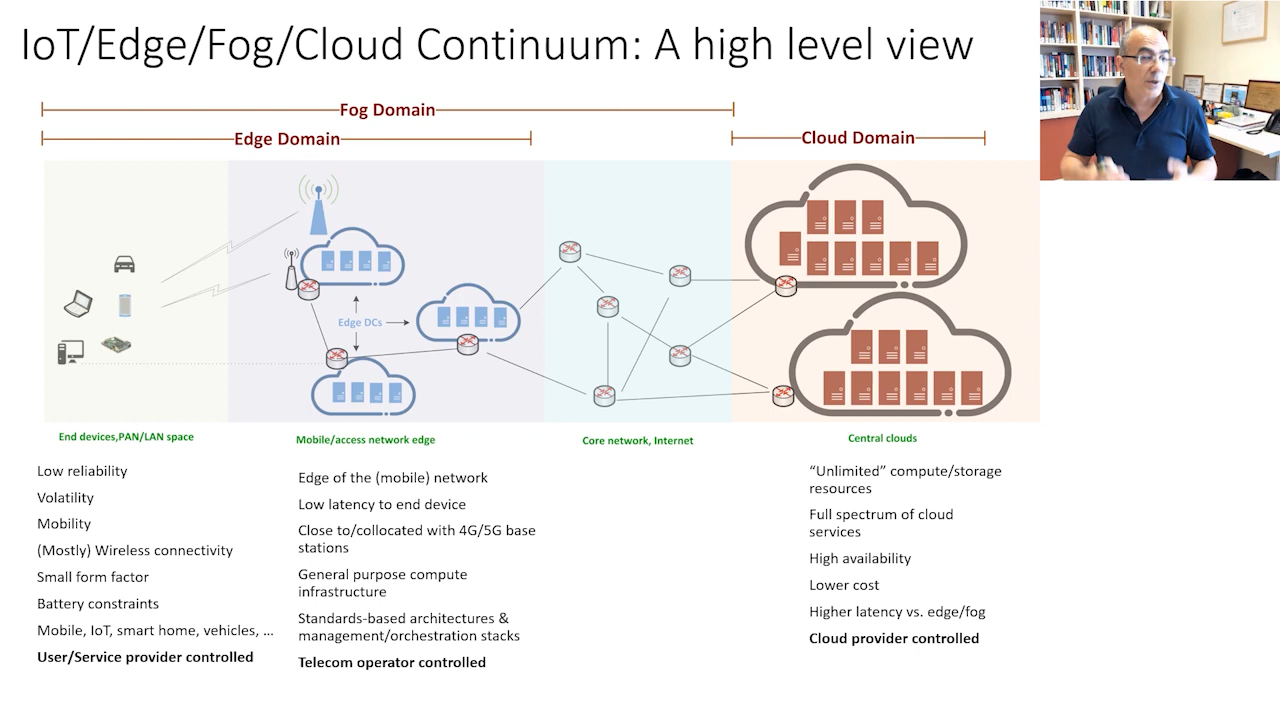 IoT/Edge/Fog/Cloud Continuum: A high level view
Fog Domain
Edge Domain
Cloud Domain
Edge DCs
End devices,PAN/LAN space
Mobile/access network edge
Core network, Internet
Central clouds
Low reliability
Volatility
Mobility
(Mostly) Wireless connectivity
Small form factor
Battery constraints
Mobile, IoT, smart home, vehicles, …
User/Service provider controlled
Edge of the (mobile) network
Low latency to end device
Close to/collocated with 4G/5G base
stations
General purpose compute
infrastructure
Standards-based architectures &
management/orchestration stacks
Telecom operator controlled
“Unlimited” compute/storage
resources
Full spectrum of cloud
services
High availability
Lower cost
Higher latency vs. edge/fog
Cloud provider controlled